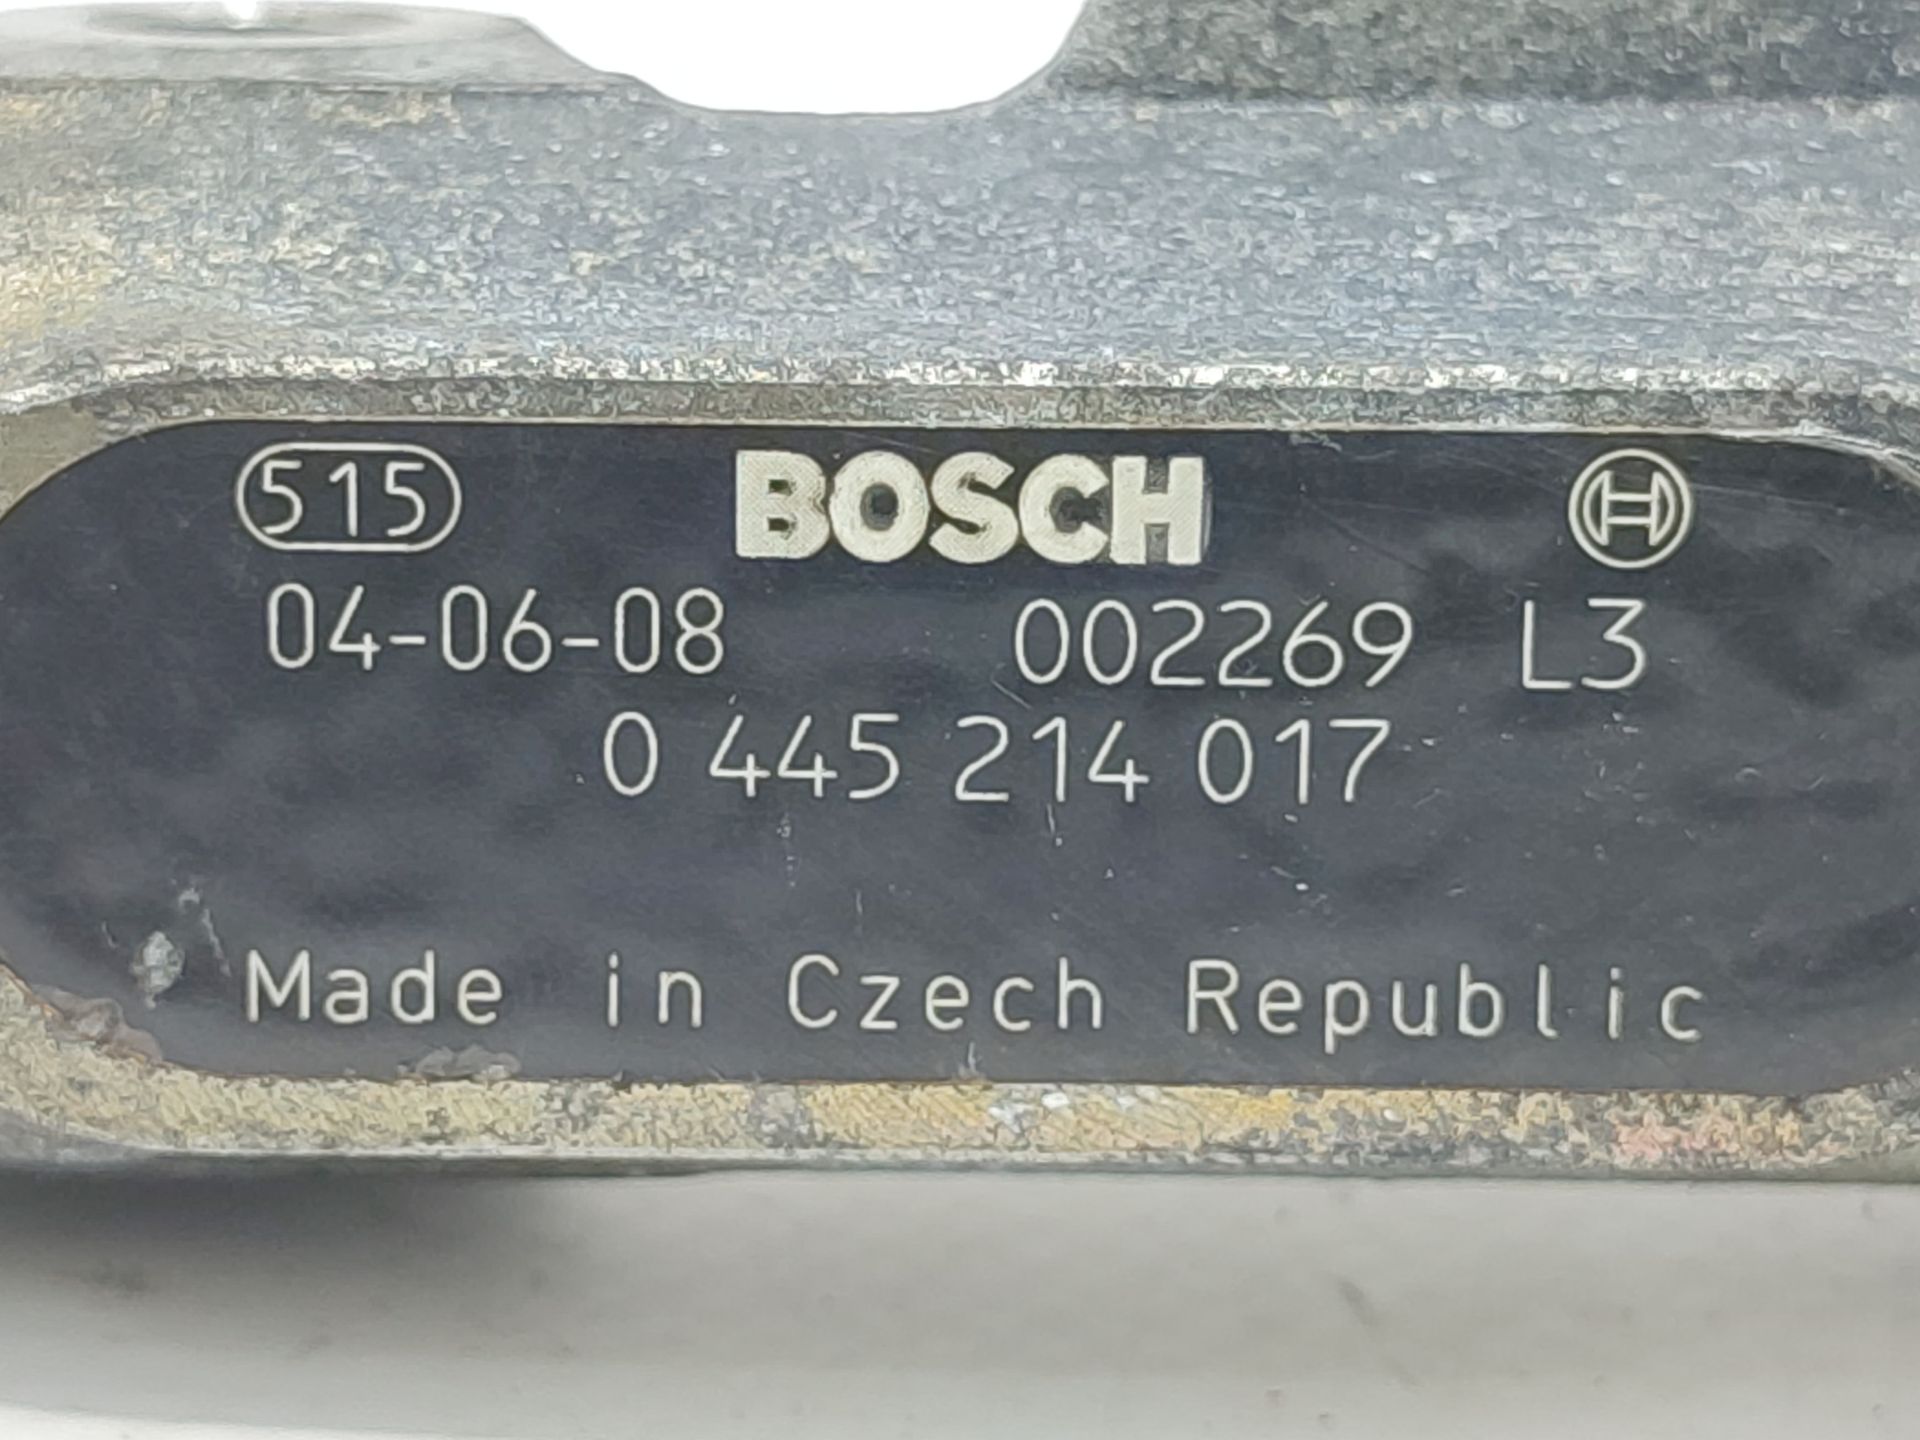 515 BOSCH
04-06-08 002269 L3
0 445 214 017
Made in Czech Republic